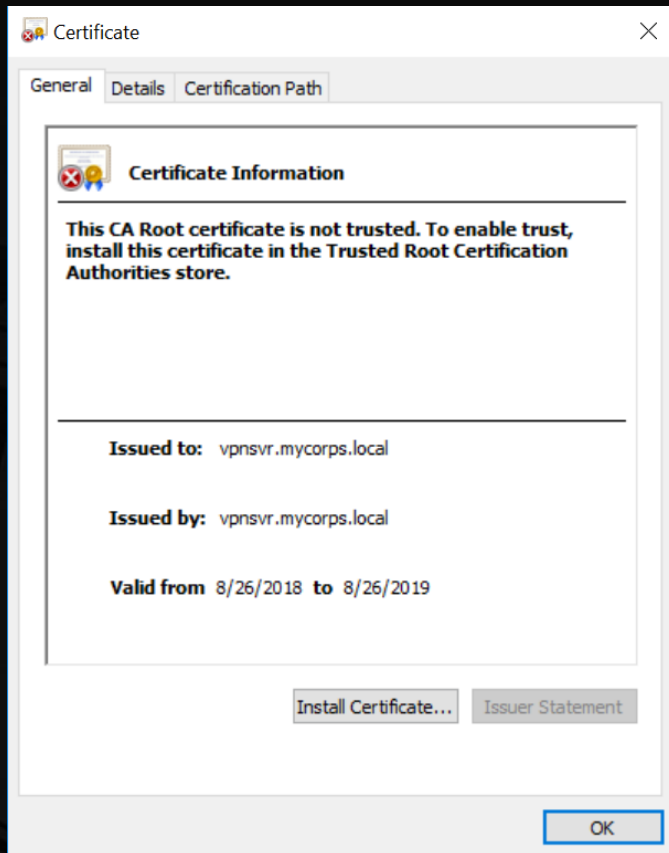 Certificate
General Details Certification Path
Certificate Information
This CA Root certificate is not trusted. To enable trust,
install this certificate in the Trusted Root Certification
Authorities store.
Issued to: vpnsvr.mycorps.local
Issued by: vpnsvr.mycorps.local
Valid from 8/26/2018 to 8/26/2019
Install Certificate... Issuer Statement
OK